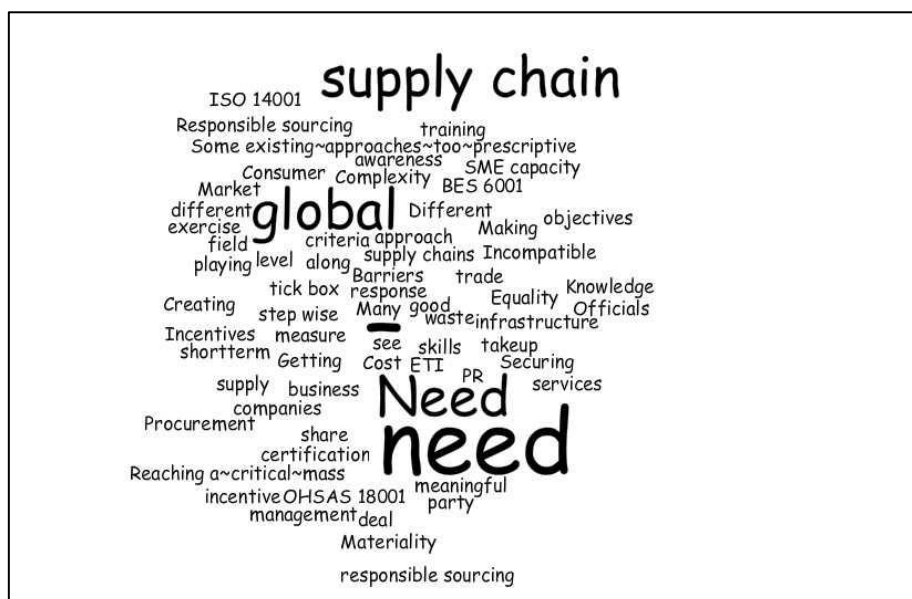 supply chain
ISO 14001
Responsible sourcing training
Some existing~approaches~too~prescriptive
awareness
Consumer Complexity SME capacity
Market BES 6001
different global Different objectives
exercise Making
field criteria approach
playing level along supply chains Incompatible
Barriers trade
tick box response Knowledge
Creating Many good Equality Officials
step wise waste infrastructure
–
Incentives measure see skills takeup
shortterm Getting Cost ETI Securing
supply business PR services
companies Need
Procurement share need
certification
Reaching a~critical~mass
incentive OHSAS 18001 meaningful
party
management deal
Materiality
responsible sourcing